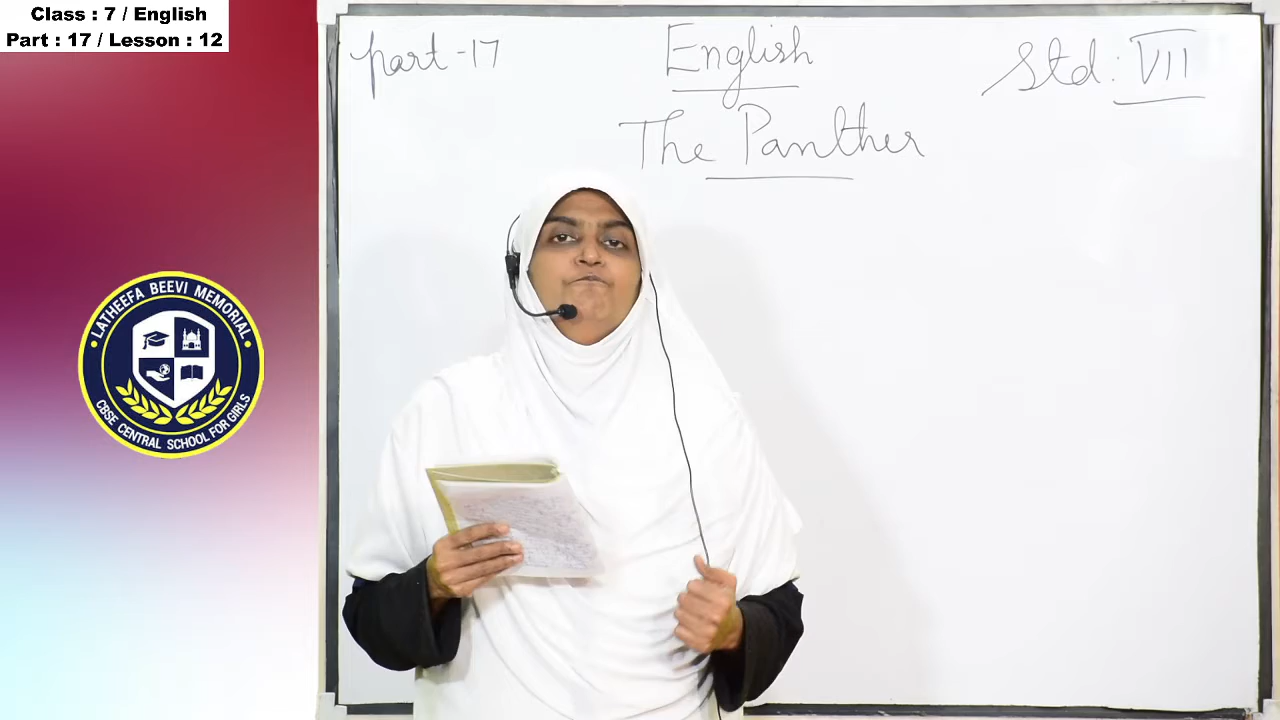 Class : 7 / English
Part : 17 / Lesson : 12
part -17
English
Std: VII
The Panther
LATHEEFA BEEVI MEMORIAL
CBSE CENTRAL SCHOOL FOR GIRLS